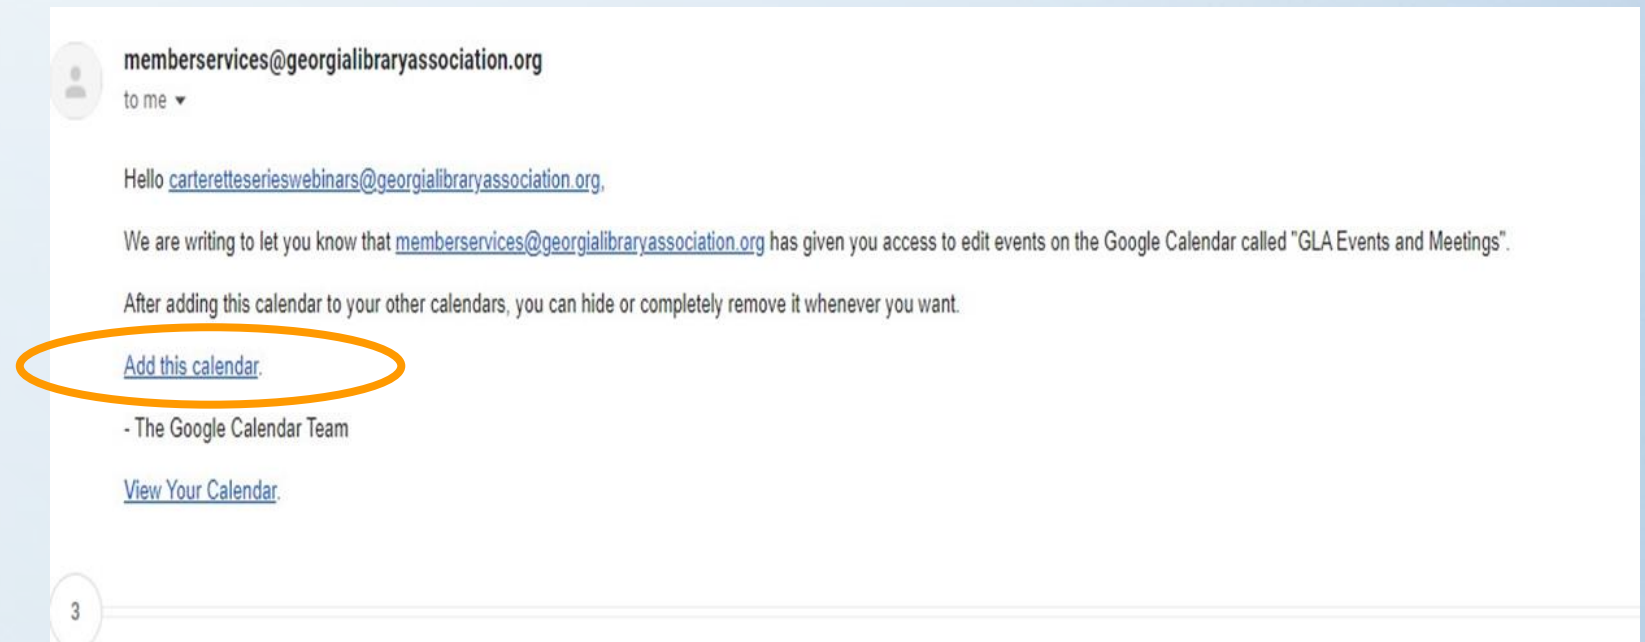 memberservices@georgialibraryassociation.org
to me
Hello carteretteserieswebinars@georgialibraryassociation.org,
We are writing to let you know that memberservices@georgialibraryassociation.org has given you access to edit events on the Google Calendar called "GLA Events and Meetings".
After adding this calendar to your other calendars, you can hide or completely remove it whenever you want.
Add this calendar.
- The Google Calendar Team
View Your Calendar.
3